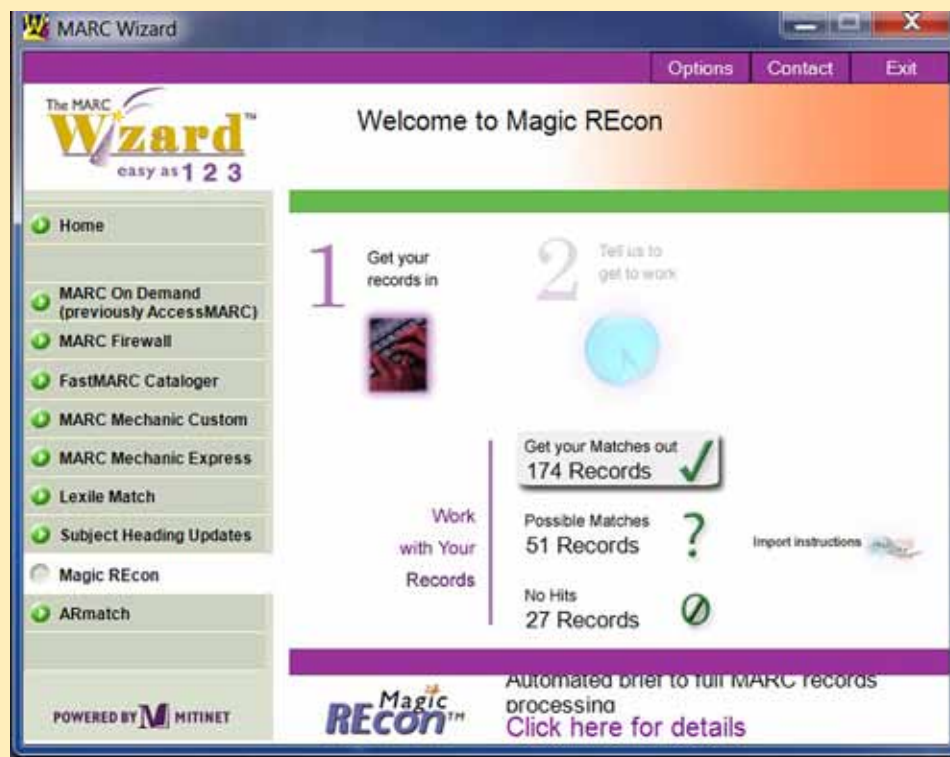 MARC Wizard
Options Contact Exit
The MARC
Wizard™
easy as 1 2 3
Welcome to Magic REcon
Home
MARC On Demand
(previously AccessMARC)
MARC Firewall
FastMARC Cataloger
MARC Mechanic Custom
MARC Mechanic Express
Lexile Match
Subject Heading Updates
Magic REcon
ARmatch
POWERED BY MITINET
1 Get your
records in
2 Tell us to
get to work
Work
with Your
Records
Get your Matches out
174 Records
Possible Matches
51 Records
?
No Hits
27 Records
Import instructions
Magic
REcon™
Automated brief to full MARC records
processing
Click here for details